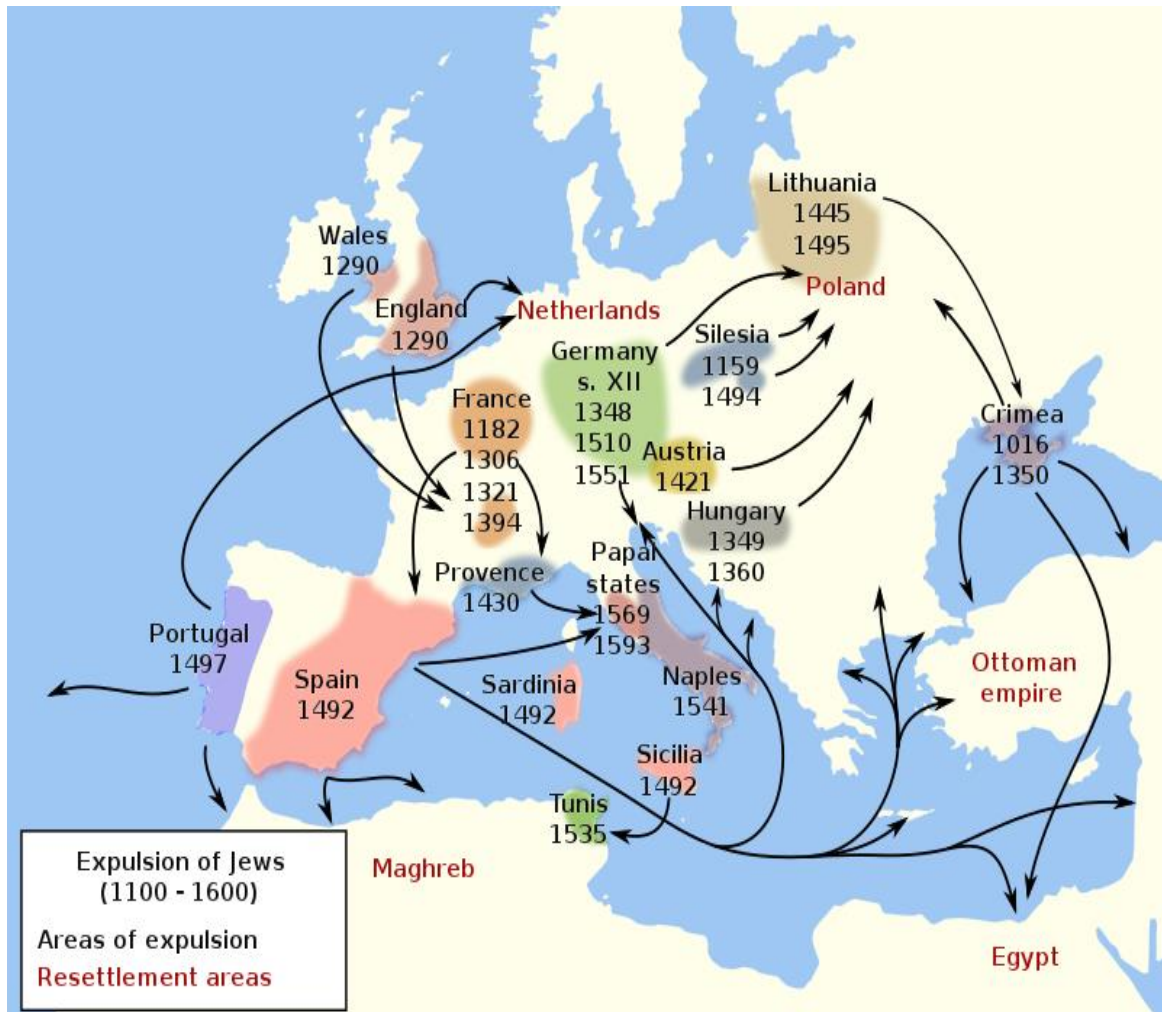 Lithuania
1445
1495
Wales
1290
England
1290
Netherlands
Poland
Silesia
1159
1494
Germany
s. XII
1348
1510
1551
France
1182
1306
1321
1394
Austria
1421
Crimea
1016
1350
Hungary
1349
1360
Papal
states
1569
1593
Provence
1430
Portugal
1497
Spain
1492
Sardinia
1492
Naples
1541
Ottoman
empire
Sicilia
1492
Tunis
1535
Maghreb
Egypt
Expulsion of Jews
(1100 - 1600)
Areas of expulsion
Resettlement areas